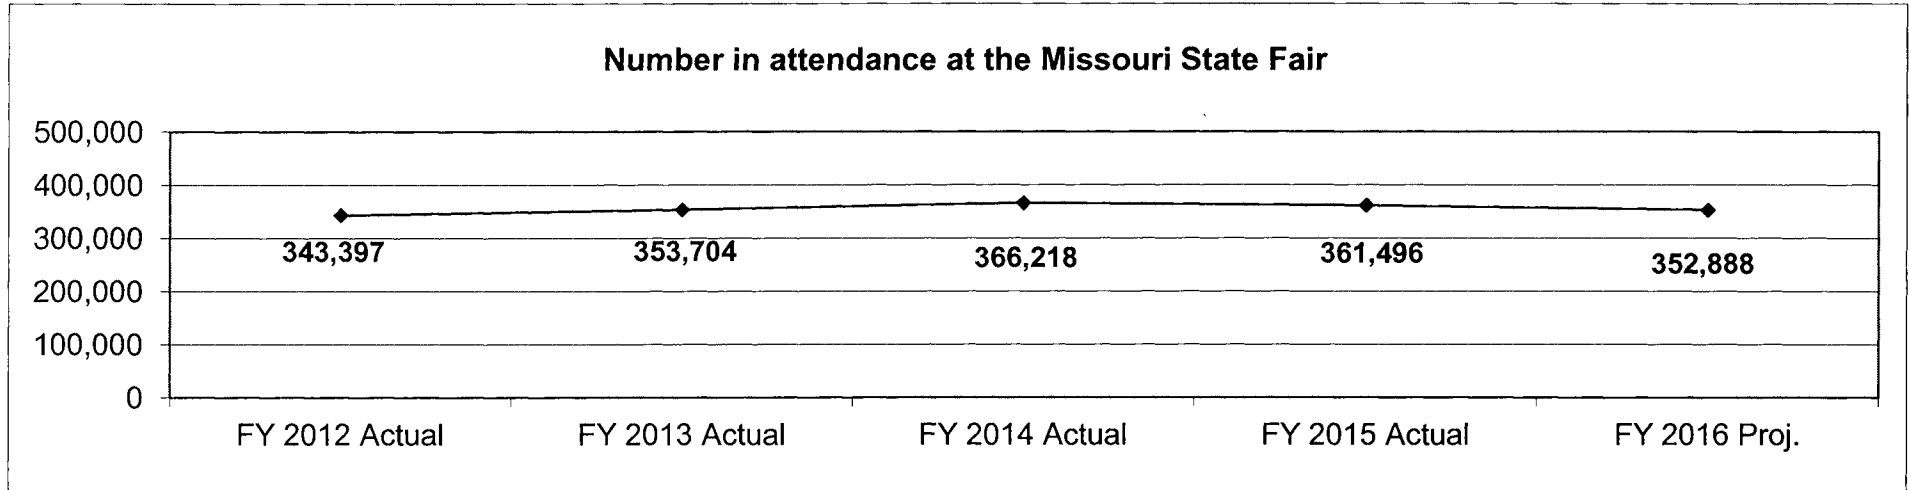 Number in attendance at the Missouri State Fair
500,000
400,000
300,000
200,000
100,000
0
343,397
353,704
366,218
361,496
352,888
FY 2012 Actual
FY 2013 Actual
FY 2014 Actual
FY 2015 Actual
FY 2016 Proj.